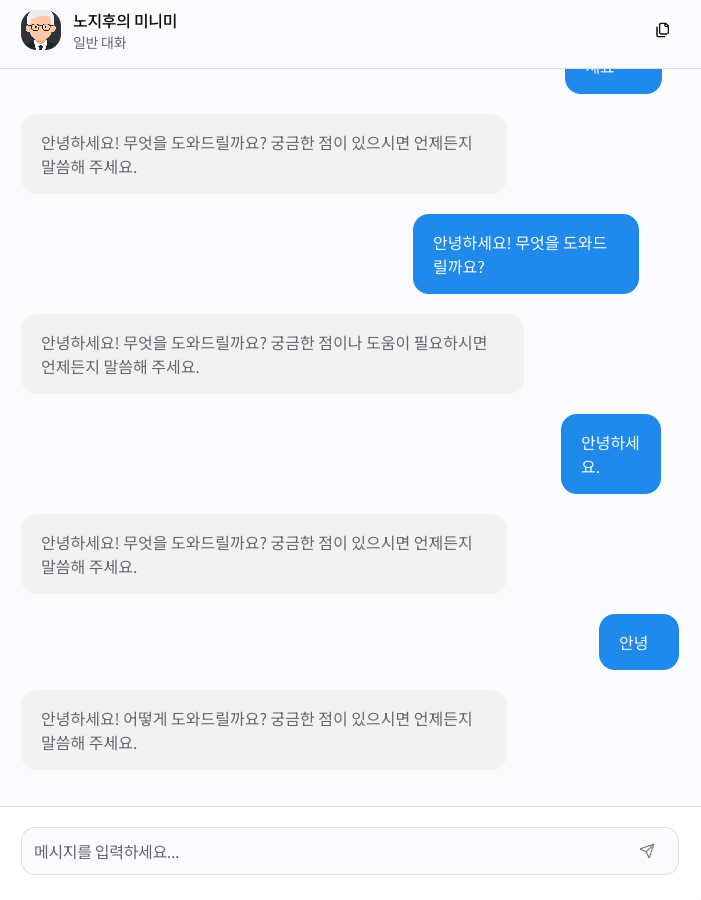 노지후의 미니미
일반 대화
안녕하세요! 무엇을 도와드릴까요? 궁금한 점이 있으시면 언제든지
말씀해 주세요.
안녕하세요! 무엇을 도와드
릴까요?
안녕하세요! 무엇을 도와드릴까요? 궁금한 점이나 도움이 필요하시면
언제든지 말씀해 주세요.
안녕하세
요.
안녕하세요! 무엇을 도와드릴까요? 궁금한 점이 있으시면 언제든지
말씀해 주세요.
안녕
안녕하세요! 어떻게 도와드릴까요? 궁금한 점이 있으시면 언제든지
말씀해 주세요.
메시지를 입력하세요...